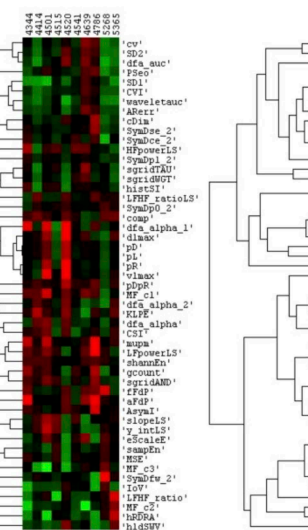 4344
4414
4501
4515
4520
4541
4639
4786
5268
5365
'cv'
'SD2'
'dfa_auc'
'PSeo'
'SD1'
'CVI'
'waveletauc'
'ARerr'
'cDim'
'SymDse_2'
'SymDce_2'
'HFpowerLS'
'SymDp1_2'
'sgridTAU'
'sgridWGT'
'histSI'
'LFHF_ratioLS'
'SymDp0_2'
'comp'
'dfa_alpha_1'
'dlmax'
'pD'
'pL'
'pR'
'vlmax'
'pDpR'
'MF_c1'
'dfa_alpha_2'
'KLPE'
'dfa_alpha'
'CSI'
'mupm'
'LFpowerLS'
'shannEn'
'gcount'
'sgridAND'
'fFdP'
'aFdP'
'AsymI'
'slopeLS'
'y_intLS'
'eScaleE'
'sampEn'
'MSE'
'MF_c3'
'SymDfw_2'
'IoV'
'LFHF_ratio'
'MF_c2'
'hRDRA'
'hldSWV'